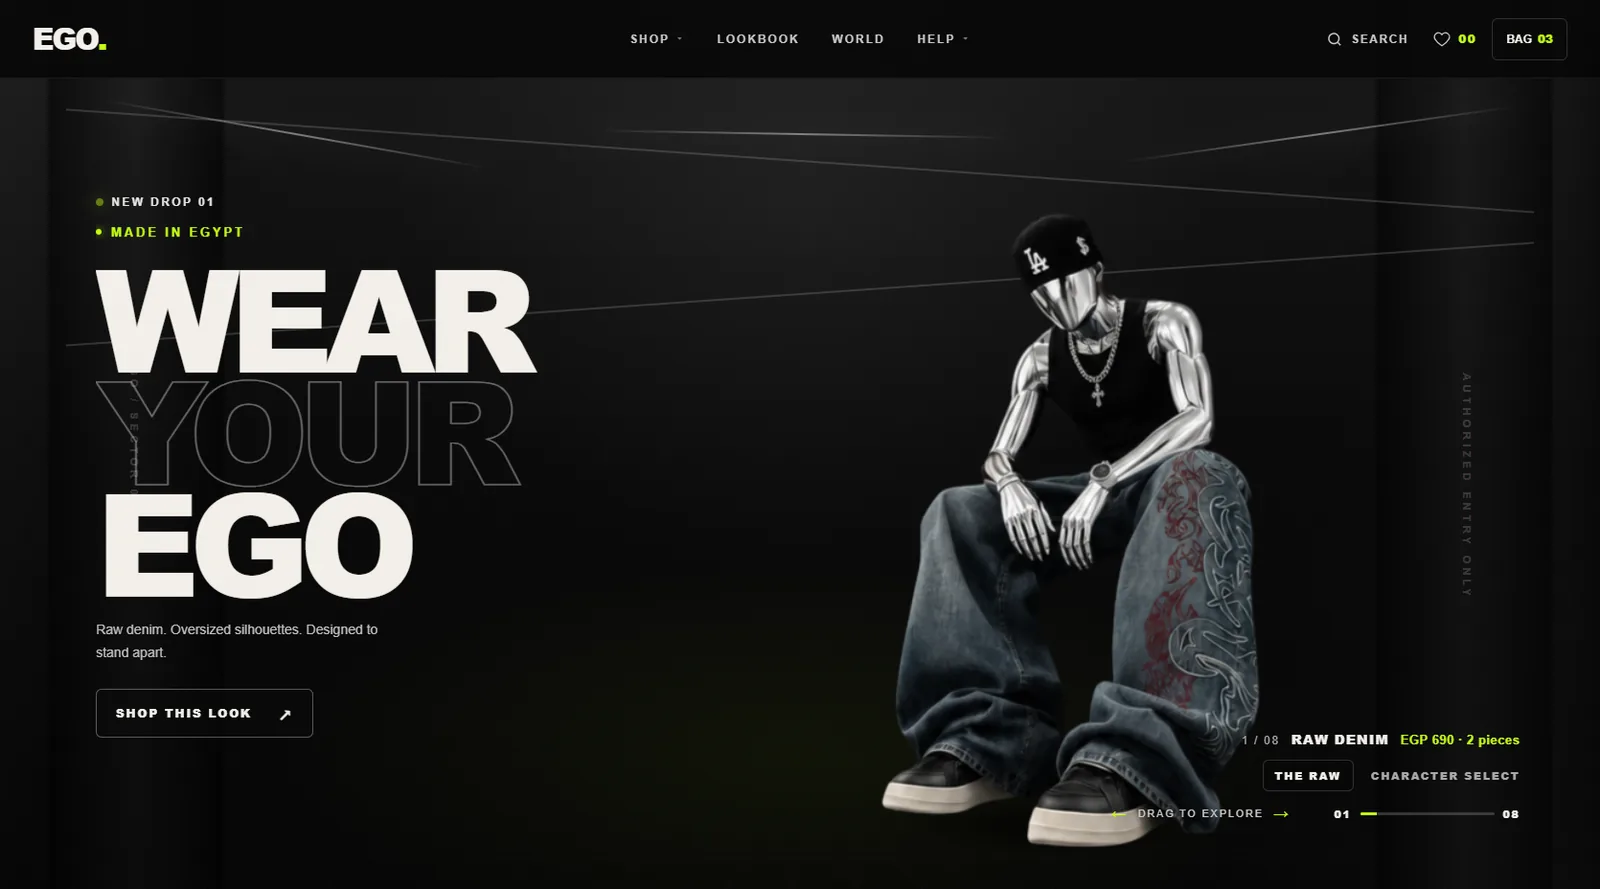 EGO.
SHOP
LOOKBOOK
WORLD
HELP
SEARCH
00
BAG 03
NEW DROP 01
MADE IN EGYPT
WEAR
YOUR
EGO
SECTOR
Raw denim. Oversized silhouettes. Designed to
stand apart.
SHOP THIS LOOK ↗
LA
$
AUTHORIZED ENTRY ONLY
1 / 08 RAW DENIM EGP 690 · 2 pieces
THE RAW
CHARACTER SELECT
← DRAG TO EXPLORE →
01
08